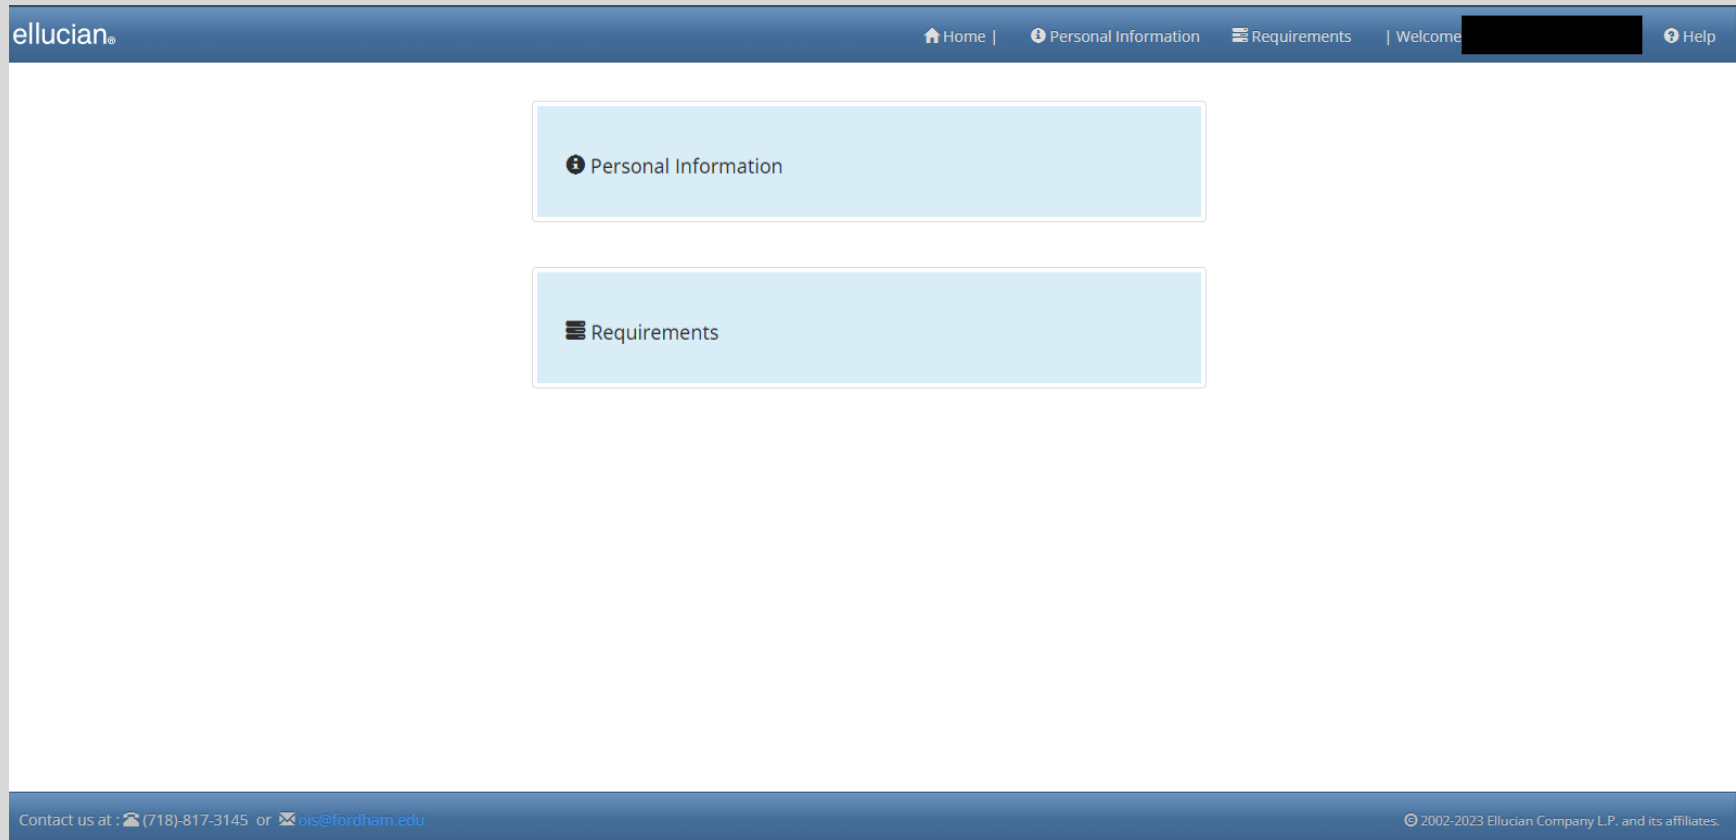 ellucian®
Home | Personal Information Requirements | Welcome Help
Personal Information
Requirements
Contact us at : (718)-817-3145 or ois@fordham.edu
© 2002-2023 Ellucian Company L.P. and its affiliates.